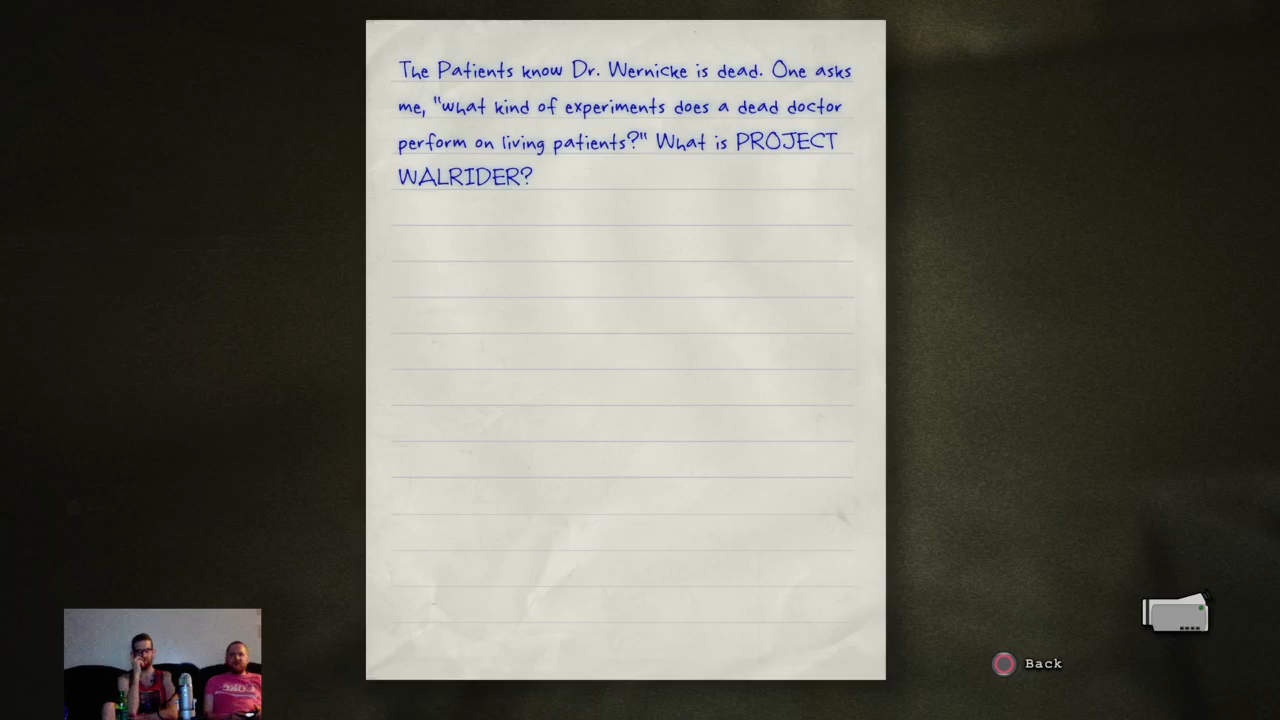 The Patients know Dr. Wernicke is dead. One asks
me, "what kind of experiments does a dead doctor
perform on living patients?" What is PROJECT
WALRIDER?
Back